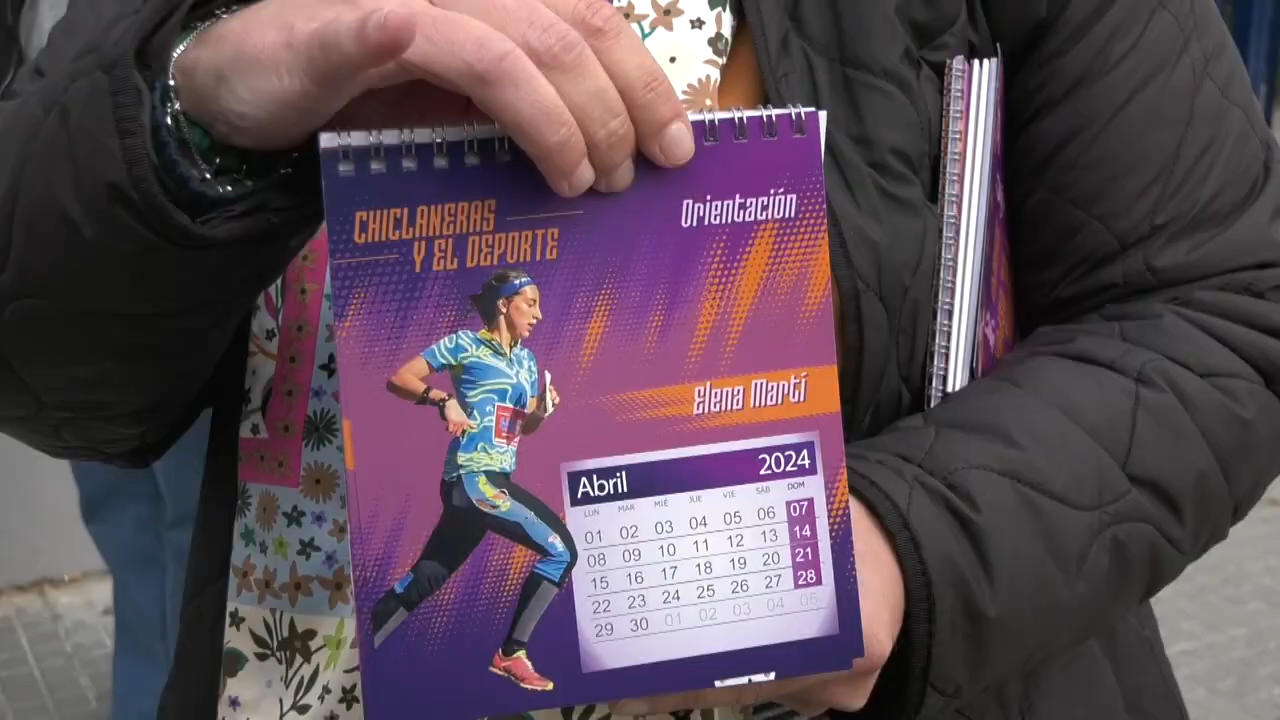 CHICLANERAS
Y EL DEPORTE
Orientación
Elena Martí
Abril 2024
LUN MAR MIÉ JUE VIE SÁB DOM
01 02 03 04 05 06 07
08 09 10 11 12 13 14
15 16 17 18 19 20 21
22 23 24 25 26 27 28
29 30 01 02 03 04 05